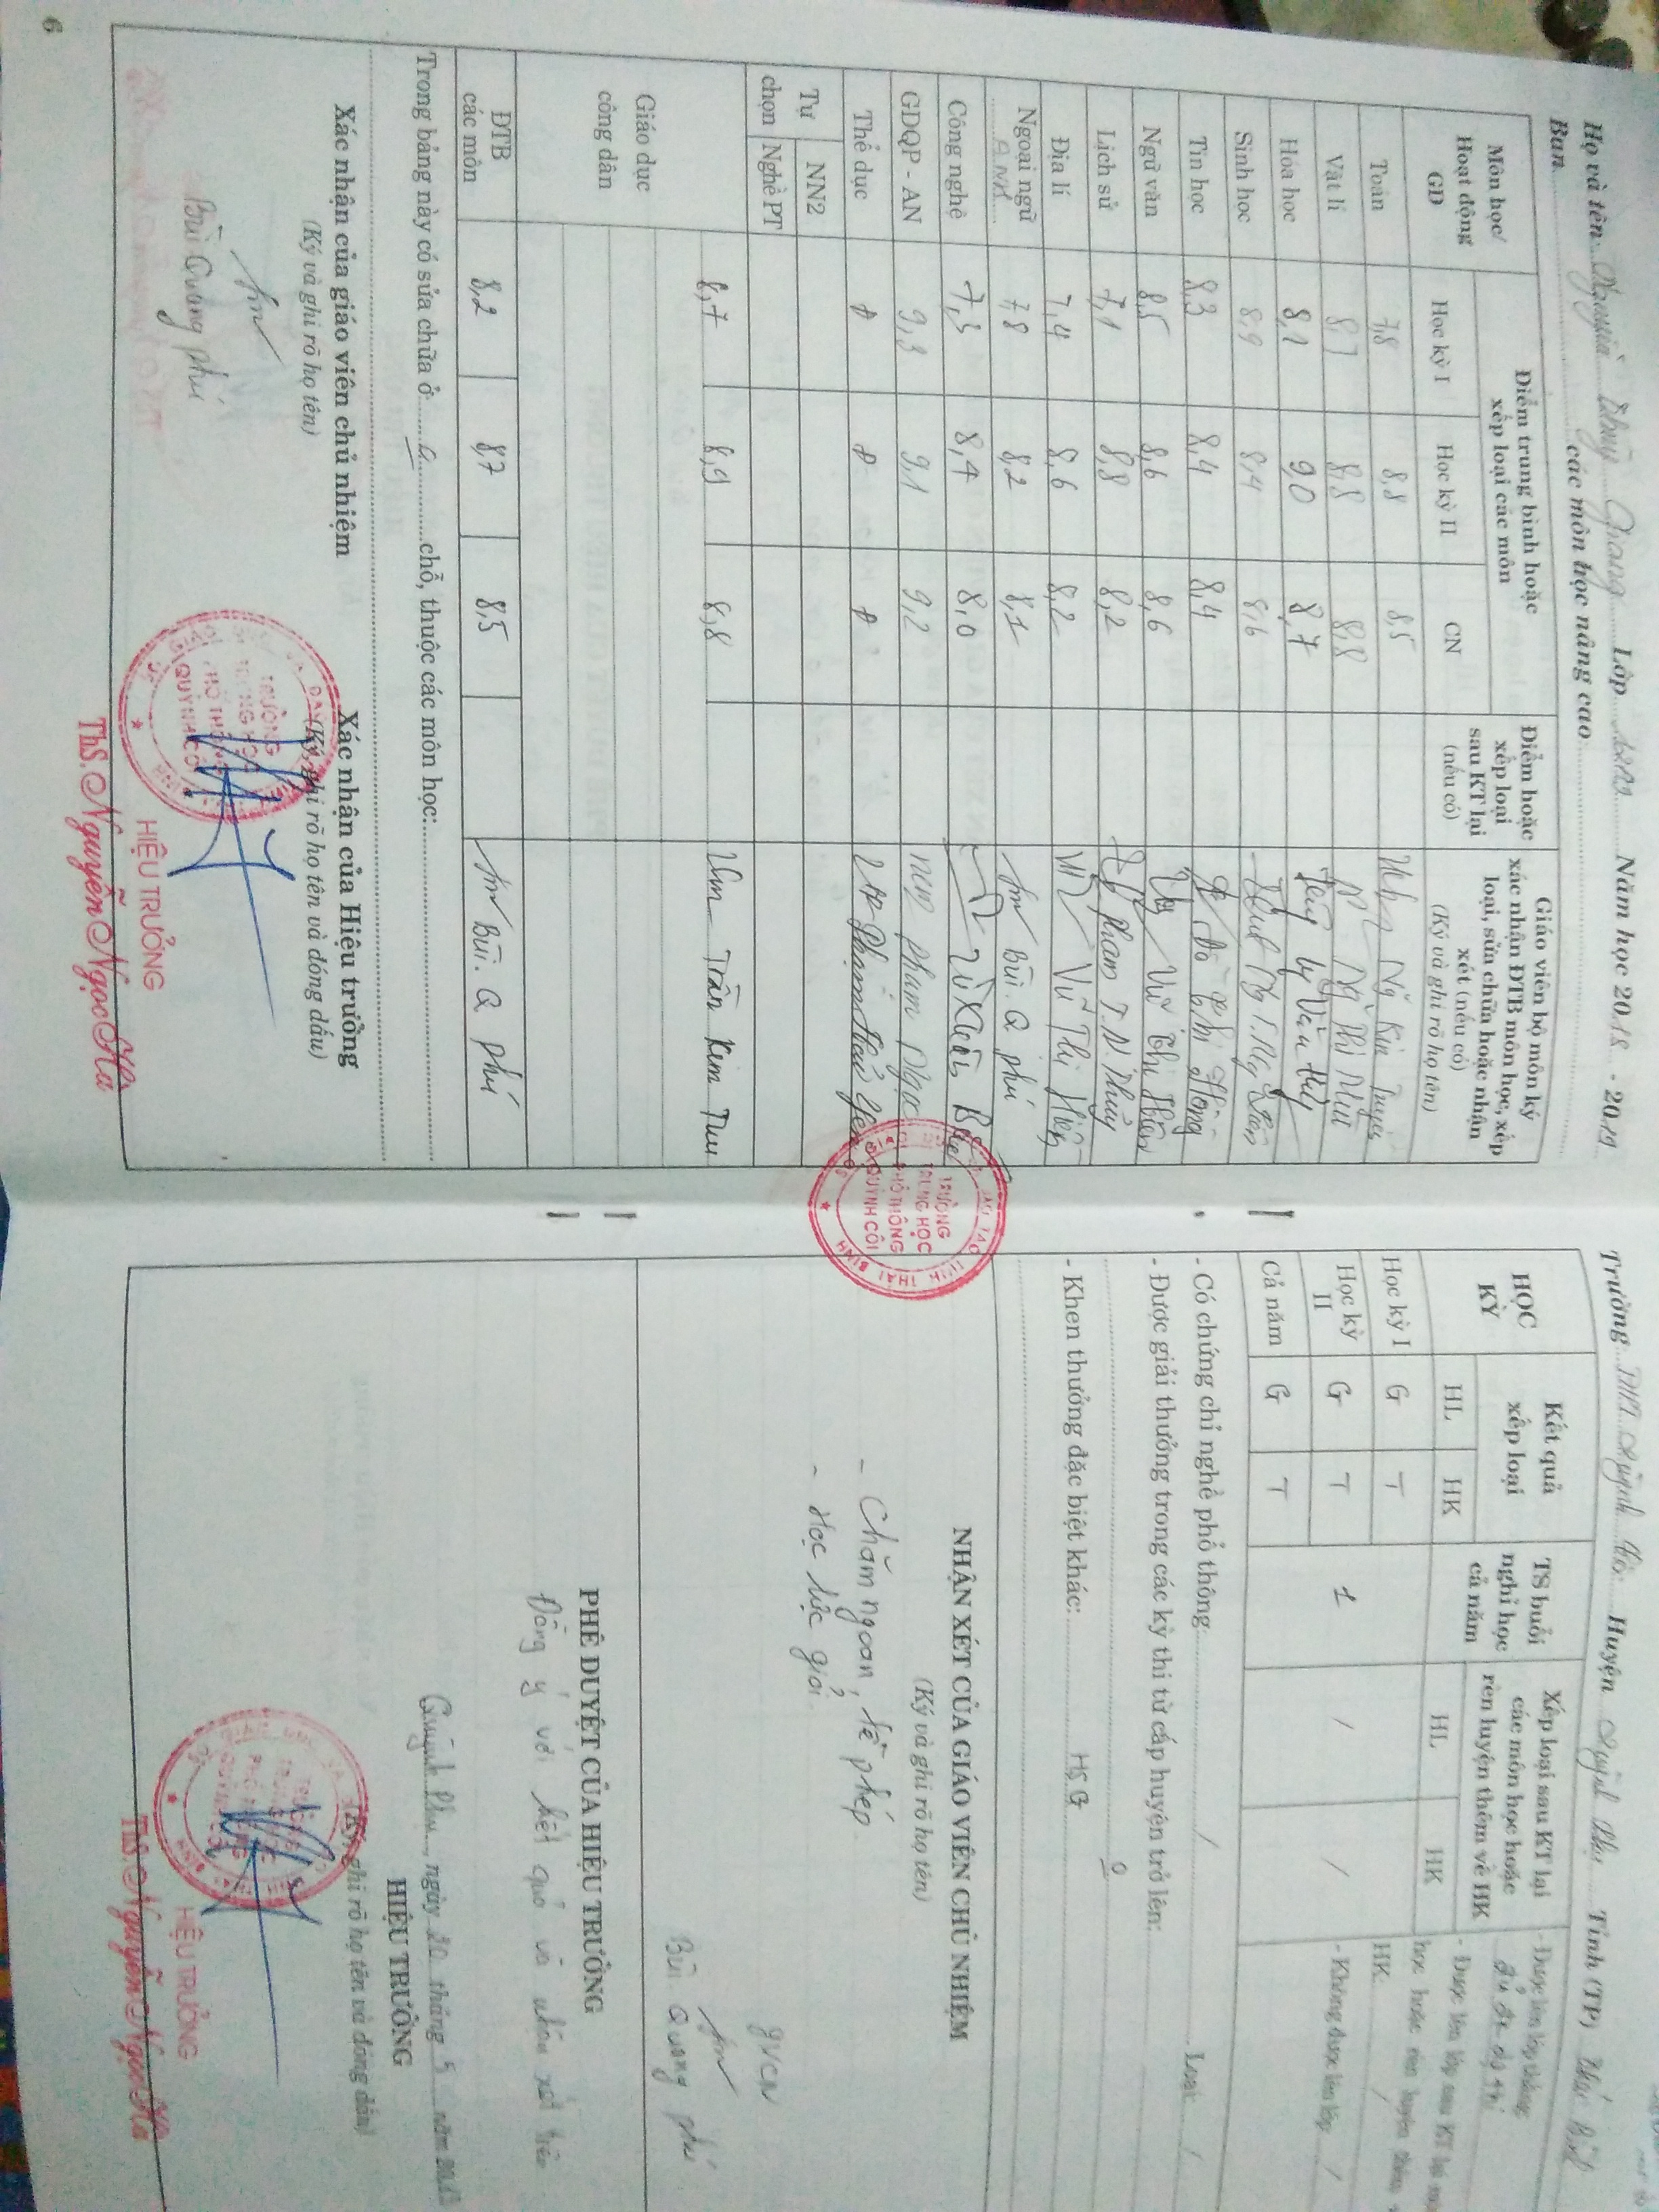 Họ và tên: Nguyễn Thuỳ Giang Lớp 12A9 Năm học 2018 - 2019
Ban các môn học nâng cao
Môn học/ Hoạt động GD
Điểm trung bình hoặc xếp loại các môn
Điểm hoặc xếp loại sau KT lại (nếu có)
Giáo viên bộ môn ký xác nhận ĐTB môn học, xếp loại, sửa chữa hoặc nhận xét (nếu có) (Ký và ghi rõ họ tên)
Học kỳ I Học kỳ II CN
Toán 7,8 8,8 8,5
Vật lí 8,7 8,8 8,8
Hóa học 8,1 9,0 8,7
Sinh học 8,9 8,4 8,6
Tin học 8,3 8,4 8,4 Đỗ Thị Hồng
Ngữ văn 8,5 8,6 8,6 Vũ Thị Hiền
Lịch sử 7,1 8,8 8,2 Phạm T.N.Thủy
Địa lí 7,4 8,6 8,2 Vũ Thị Hiền
Ngoại ngữ ANH 7,8 8,2 8,1 Bùi. Q Phú
Công nghệ 7,3 8,4 8,0
GDQP - AN 9,3 9,1 9,2 Phạm Ngọc
Thể dục Đ Đ Đ Phạm Hải Yến
Tự chọn
NN2
Nghề PT
Giáo dục công dân 8,7 8,9 8,8 Trần Kim Thu
ĐTB các môn 8,2 8,7 8,5 Bùi. Q Phú
Trong bảng này có sửa chữa ở 0 chỗ, thuộc các môn học:
Xác nhận của giáo viên chủ nhiệm
(Ký và ghi rõ họ tên)
Bùi Quang Phú
Xác nhận của Hiệu trưởng
(Ký, ghi rõ họ tên và đóng dấu)
TRƯỜNG
TRUNG HỌC
PHỔ THÔNG
QUỲNH CÔI
HIỆU TRƯỞNG
ThS. Nguyễn Ngọc Hà
6
Trường THPT Quỳnh Côi Huyện Quỳnh Phụ Tỉnh (TP) Thái Bình
HỌC KỲ
Kết quả xếp loại
TS buổi nghỉ học cả năm
Xếp loại sau KT lại các môn học hoặc rèn luyện thêm về HK
HL HK HL HK
Học kỳ I G T
Học kỳ II G T 1 / /
Cả năm G T
- Được lên lớp thẳng:
Đủ ĐK dự thi
- Được lên lớp sau KT lại
học hoặc rèn luyện thêm
HK: /
- Không được lên lớp: /
- Có chứng chỉ nghề phổ thông / Loại: /
- Được giải thưởng trong các kỳ thi từ cấp huyện trở lên:
0
- Khen thưởng đặc biệt khác: HSG
TRƯỜNG
TRUNG HỌC
PHỔ THÔNG
QUỲNH CÔI
NHẬN XÉT CỦA GIÁO VIÊN CHỦ NHIỆM
(Ký và ghi rõ họ tên)
- Chăm ngoan, lễ phép
- Học lực giỏi
GVCN
Bùi. Quang Phú
PHÊ DUYỆT CỦA HIỆU TRƯỞNG
Đồng ý với kết quả và nhận xét trên
Quỳnh Phụ, ngày 20 tháng 5 năm 2019
HIỆU TRƯỞNG
(Ký, ghi rõ họ tên và đóng dấu)
TRƯỜNG
TRUNG HỌC
PHỔ THÔNG
QUỲNH CÔI
HIỆU TRƯỞNG
ThS. Nguyễn Ngọc Hà